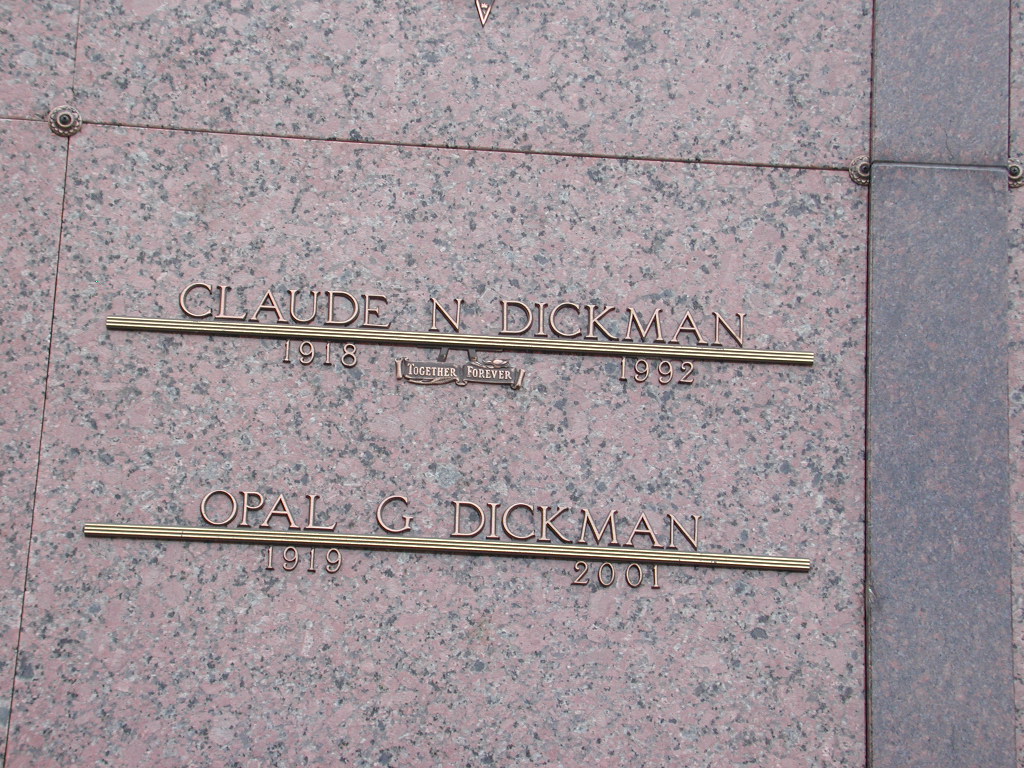 CLAUDE N DICKMAN
1918 1992
TOGETHER FOREVER
OPAL G DICKMAN
1919 2001